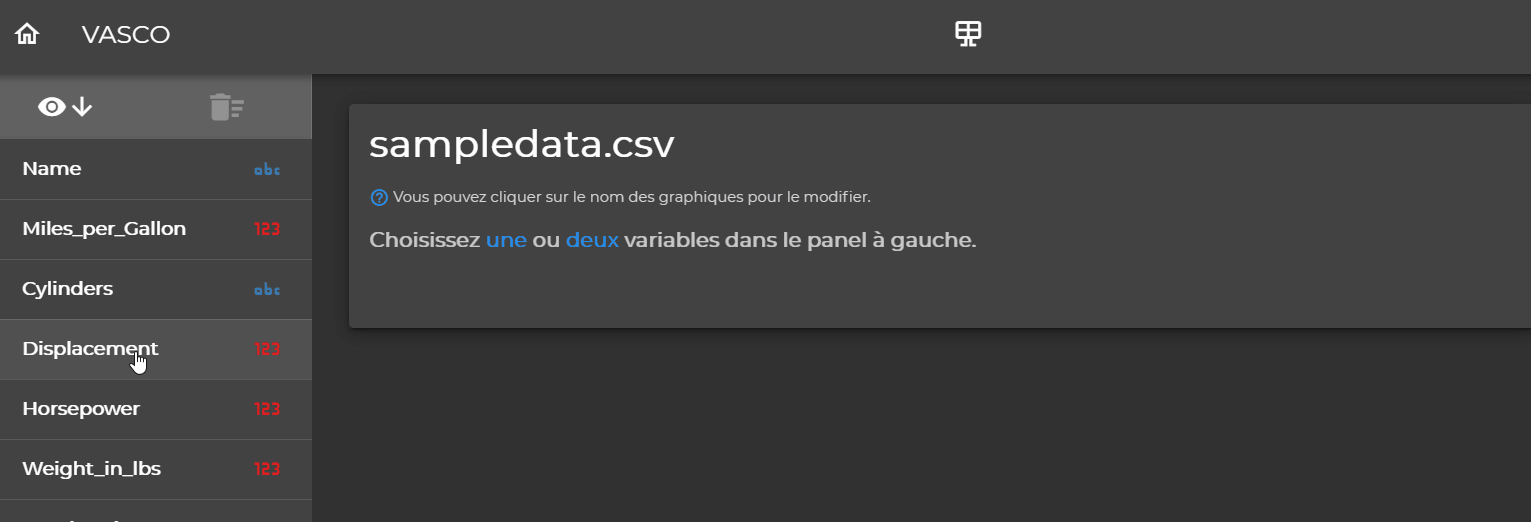 VASCO
Name abc
Miles_per_Gallon 123
Cylinders abc
Displacement 123
Horsepower 123
Weight_in_lbs 123
sampledata.csv
? Vous pouvez cliquer sur le nom des graphiques pour le modifier.
Choisissez une ou deux variables dans le panel à gauche.